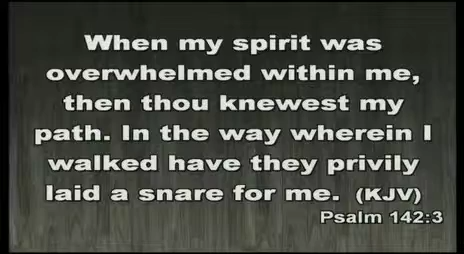 When my spirit was
overwhelmed within me,
then thou knewest my
path. In the way wherein I
walked have they privily
laid a snare for me. (KJV)
Psalm 142:3